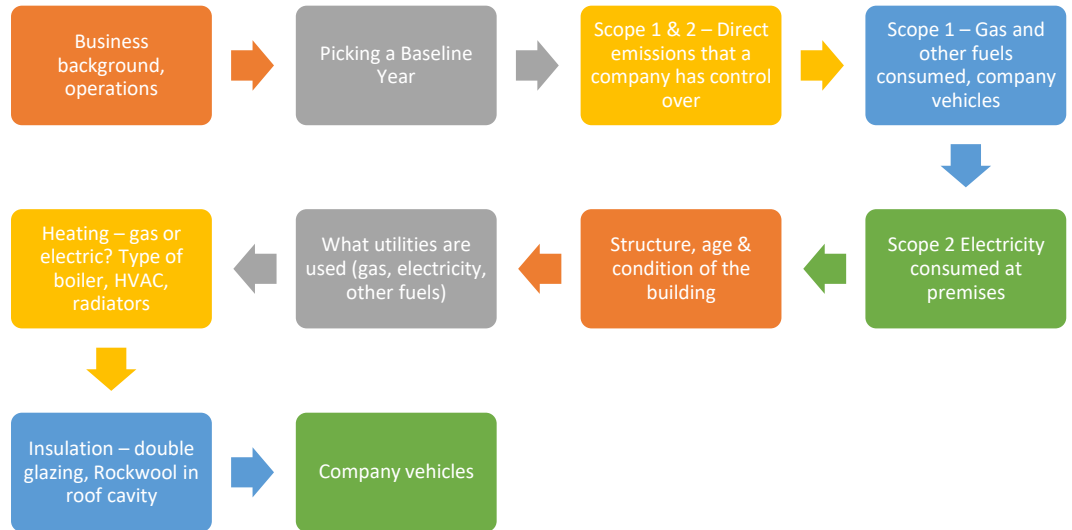 Business
background,
operations
Picking a Baseline
Year
Scope 1 & 2 – Direct
emissions that a
company has control
over
Scope 1 – Gas and
other fuels
consumed, company
vehicles
Scope 2 Electricity
consumed at
premises
Structure, age &
condition of the
building
What utilities are
used (gas, electricity,
other fuels)
Heating – gas or
electric? Type of
boiler, HVAC,
radiators
Insulation – double
glazing, Rockwool in
roof cavity
Company vehicles